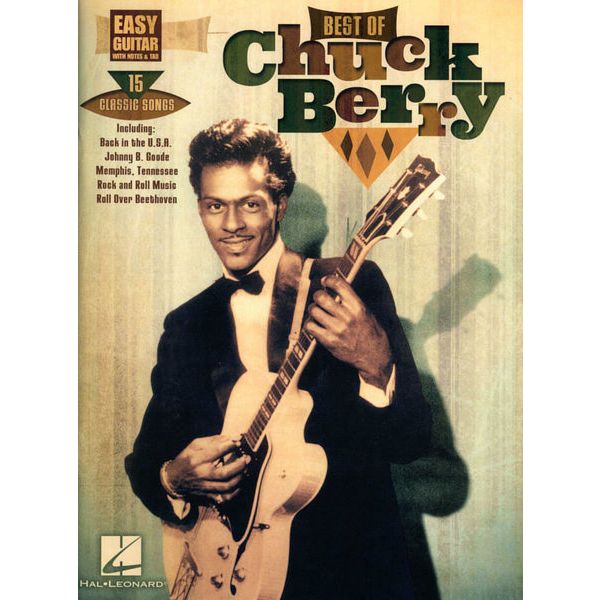 EASY
GUITAR
WITH NOTES & TAB
15
CLASSIC SONGS
Including:
Back in the U.S.A.
Johnny B. Goode
Memphis, Tennessee
Rock and Roll Music
Roll Over Beethoven
BEST OF
Chuck
Berry
Gibson
HAL•LEONARD®